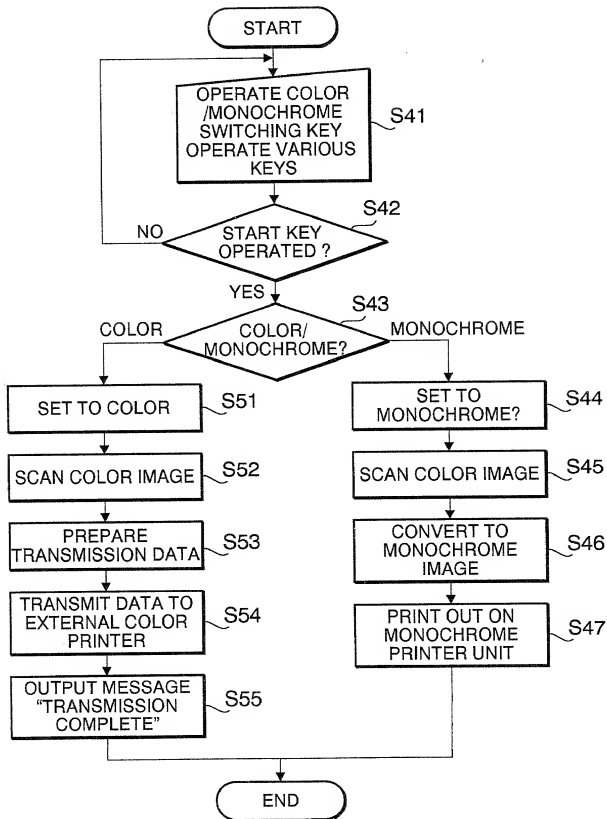 START
OPERATE COLOR
/MONOCHROME
SWITCHING KEY
OPERATE VARIOUS
KEYS
S41
START KEY
OPERATED ?
S42
NO
YES
COLOR/
MONOCHROME?
S43
COLOR
MONOCHROME
SET TO COLOR
S51
SCAN COLOR IMAGE
S52
PREPARE
TRANSMISSION DATA
S53
TRANSMIT DATA TO
EXTERNAL COLOR
PRINTER
S54
OUTPUT MESSAGE
“TRANSMISSION
COMPLETE”
S55
SET TO
MONOCHROME?
S44
SCAN COLOR IMAGE
S45
CONVERT TO
MONOCHROME
IMAGE
S46
PRINT OUT ON
MONOCHROME
PRINTER UNIT
S47
END